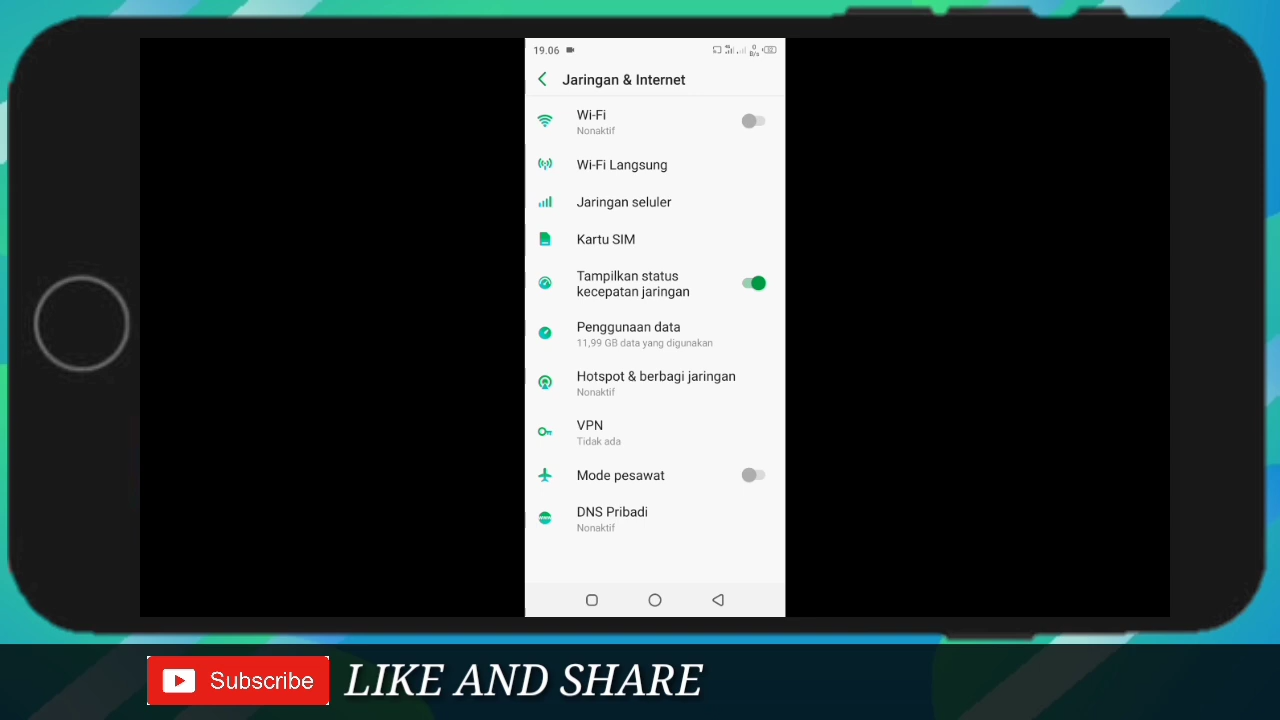 19.06
0
B/s
Jaringan & Internet
Wi-Fi
Nonaktif
Wi-Fi Langsung
Jaringan seluler
Kartu SIM
Tampilkan status
kecepatan jaringan
Penggunaan data
11,99 GB data yang digunakan
Hotspot & berbagi jaringan
Nonaktif
VPN
Tidak ada
Mode pesawat
DNS Pribadi
Nonaktif
Subscribe
LIKE AND SHARE